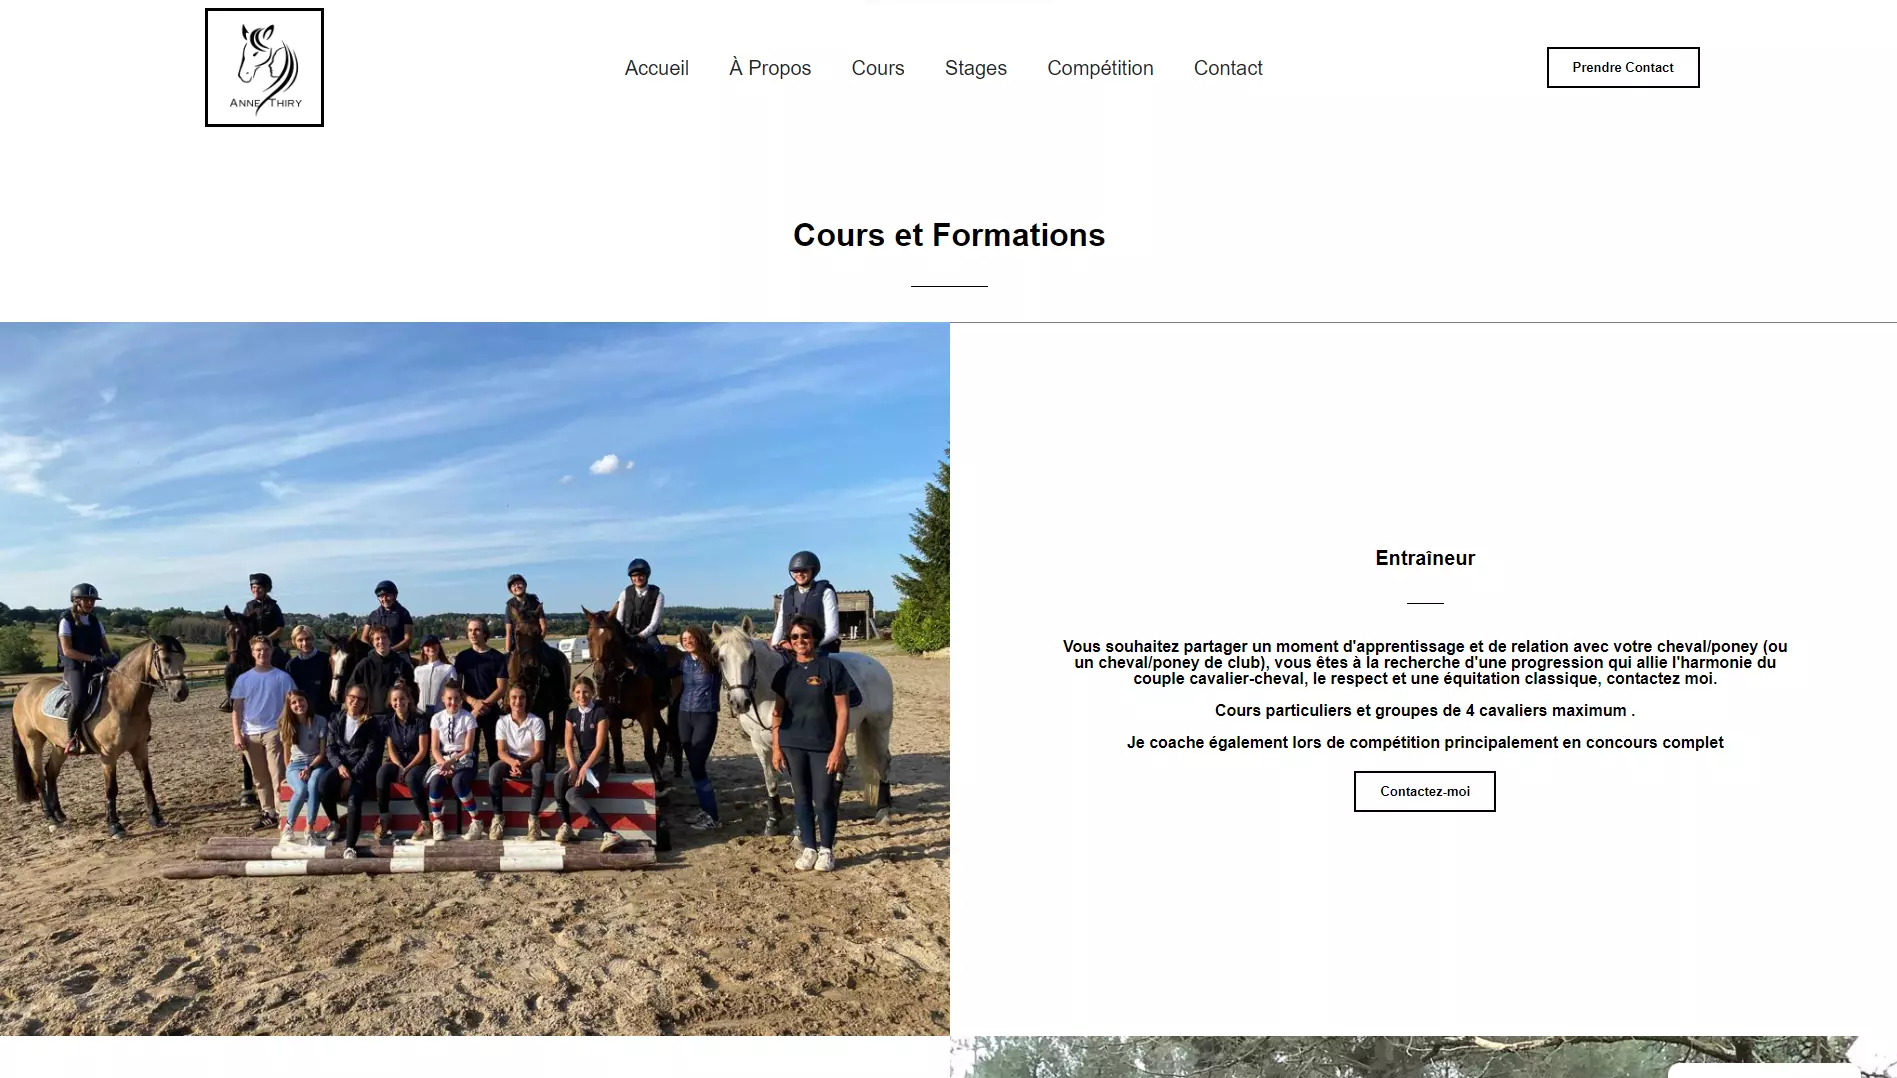 ANNE THIRY
Accueil
À Propos
Cours
Stages
Compétition
Contact
Prendre Contact
Cours et Formations
Entraîneur
Vous souhaitez partager un moment d'apprentissage et de relation avec votre cheval/poney (ou
un cheval/poney de club), vous êtes à la recherche d'une progression qui allie l'harmonie du
couple cavalier-cheval, le respect et une équitation classique, contactez moi.
Cours particuliers et groupes de 4 cavaliers maximum .
Je coache également lors de compétition principalement en concours complet
Contactez-moi